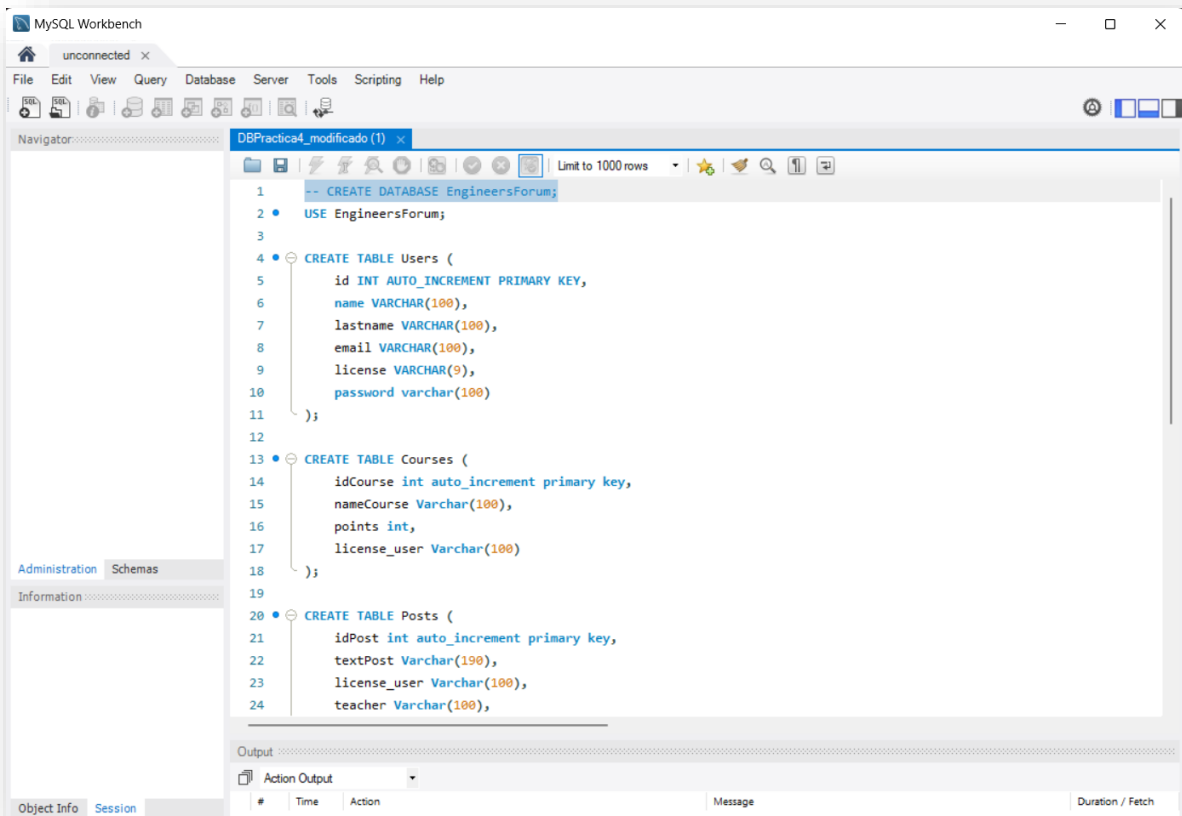 MySQL Workbench
unconnected
File Edit View Query Database Server Tools Scripting Help
Navigator
DBPractica4_modificado (1)
Limit to 1000 rows
1 -- CREATE DATABASE EngineersForum;
2 USE EngineersForum;
3
4 CREATE TABLE Users (
5 id INT AUTO_INCREMENT PRIMARY KEY,
6 name VARCHAR(100),
7 lastname VARCHAR(100),
8 email VARCHAR(100),
9 license VARCHAR(9),
10 password varchar(100)
11 );
12
13 CREATE TABLE Courses (
14 idCourse int auto_increment primary key,
15 nameCourse Varchar(100),
16 points int,
17 license_user Varchar(100)
18 );
19
20 CREATE TABLE Posts (
21 idPost int auto_increment primary key,
22 textPost Varchar(190),
23 license_user Varchar(100),
24 teacher Varchar(100),
Administration Schemas
Information
Object Info Session
Output
Action Output
# Time Action Message Duration / Fetch